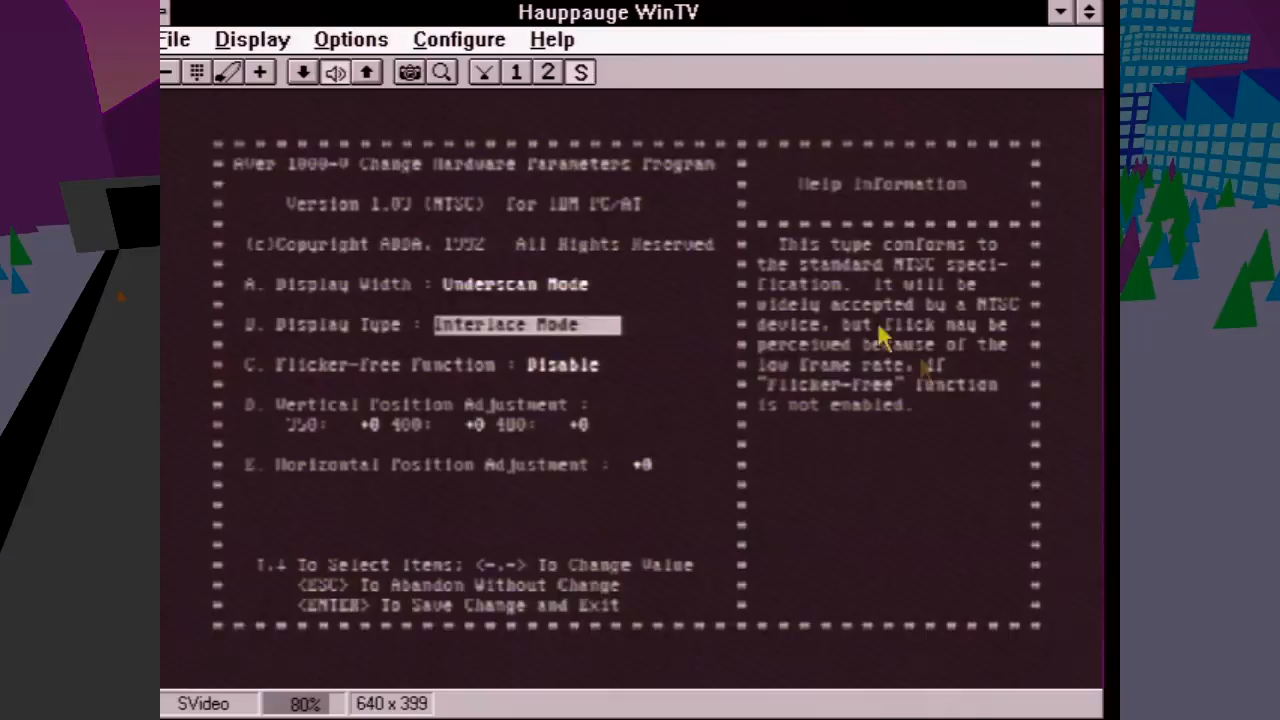 Hauppauge WinTV
File Display Options Configure Help
1 2 S
AVer 1000-V Change Hardware Parameters Program
Version 1.03 (NTSC) for IBM PC/AT
(c)Copyright ADDA, 1992 All Rights Reserved
A. Display Width : Underscan Mode
B. Display Type : Interlace Mode
C. Flicker-Free Function : Disable
D. Vertical Position Adjustment :
350: +0 400: +0 480: +0
E. Horizontal Position Adjustment : +0
↑,↓ To Select Items; <←,→> To Change Value
<ESC> To Abandon Without Change
<ENTER> To Save Change and Exit
Help Information
This type conforms to
the standard NTSC speci-
fication. It will be
widely accepted by a NTSC
device, but flick may be
perceived because of the
low frame rate, if
"Flicker-Free" function
is not enabled.
SVideo 80% 640 x 399